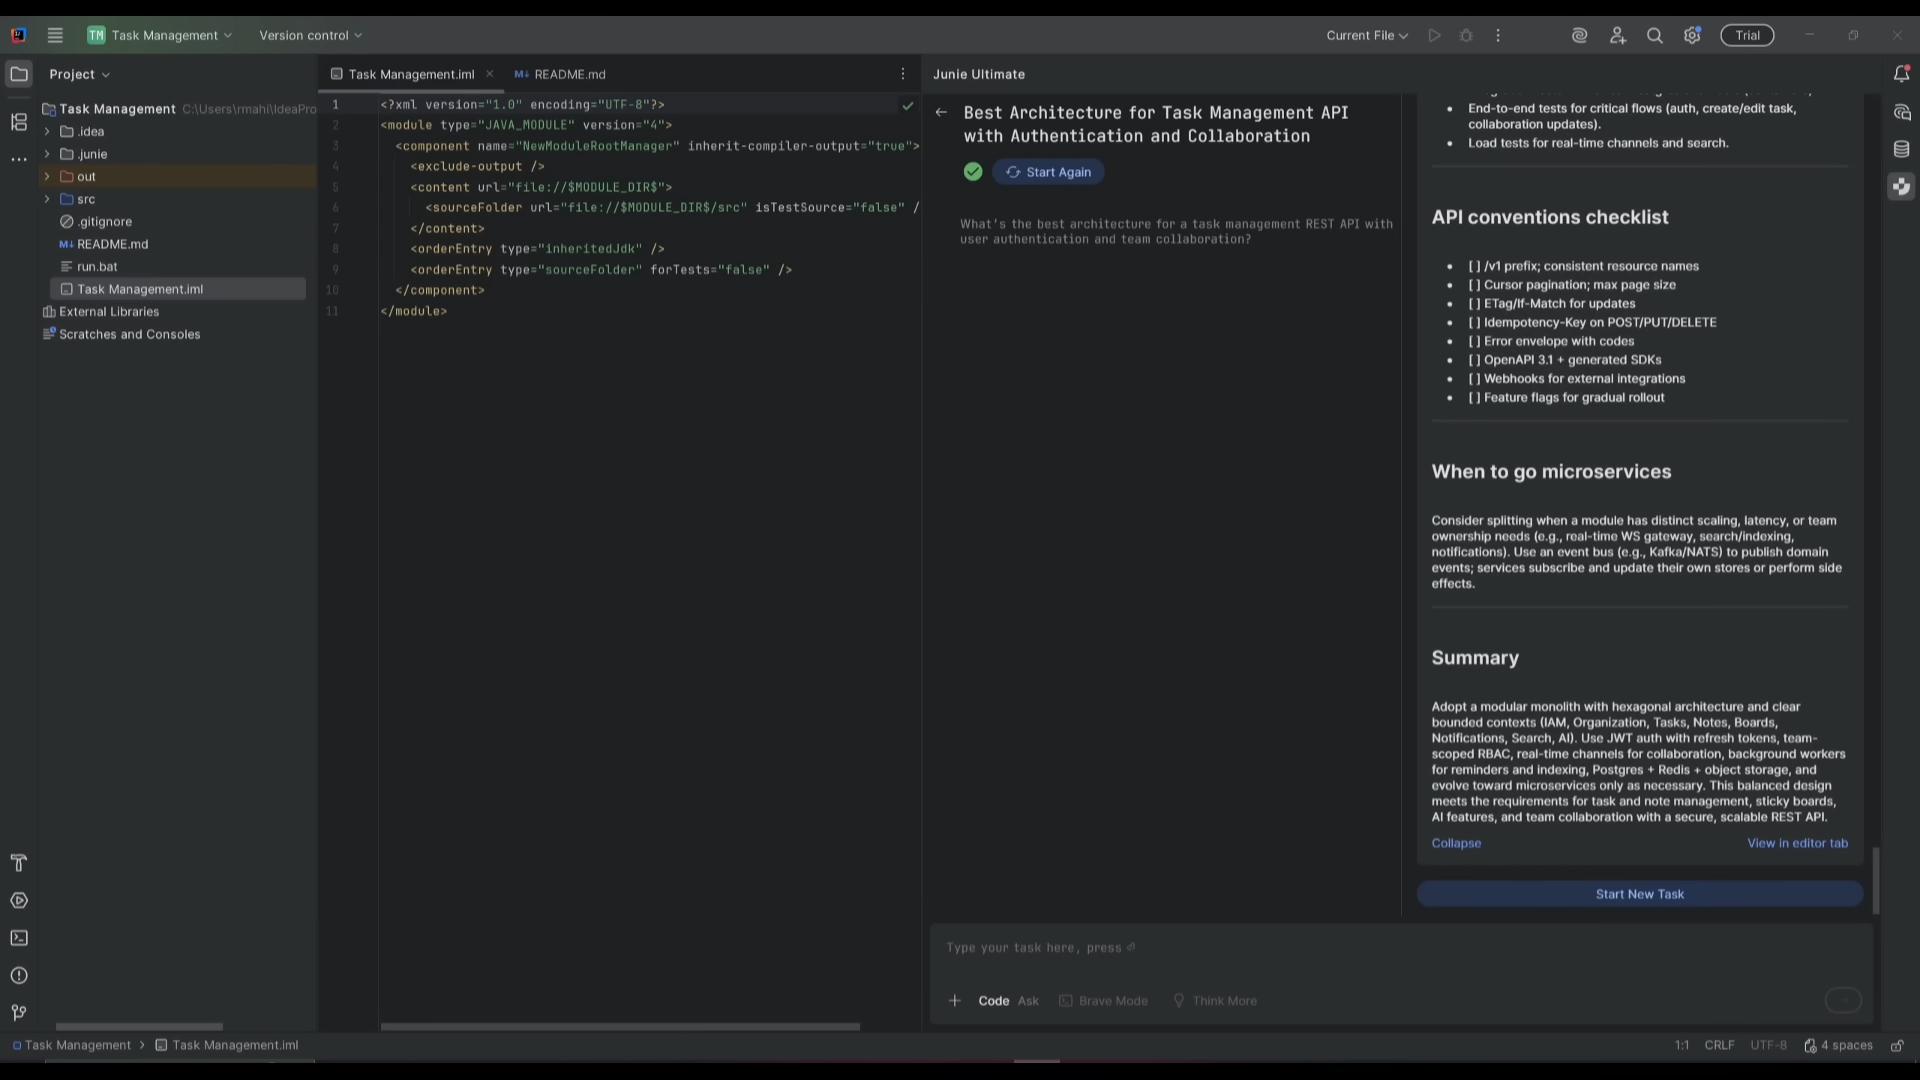 TM Task Management
Version control
Current File
Trial
Project
Task Management C:\Users\rmahi\IdeaPro
.idea
.junie
out
src
.gitignore
M↓ README.md
run.bat
Task Management.iml
External Libraries
Scratches and Consoles
Task Management.iml
M↓ README.md
1 <?xml version="1.0" encoding="UTF-8"?>
2 <module type="JAVA_MODULE" version="4">
3 <component name="NewModuleRootManager" inherit-compiler-output="true">
4 <exclude-output />
5 <content url="file://$MODULE_DIR$">
6 <sourceFolder url="file://$MODULE_DIR$/src" isTestSource="false" /
7 </content>
8 <orderEntry type="inheritedJdk" />
9 <orderEntry type="sourceFolder" forTests="false" />
10 </component>
11 </module>
Junie Ultimate
Best Architecture for Task Management API
with Authentication and Collaboration
Start Again
What's the best architecture for a task management REST API with
user authentication and team collaboration?
• End-to-end tests for critical flows (auth, create/edit task,
collaboration updates).
• Load tests for real-time channels and search.
API conventions checklist
• [ ] /v1 prefix; consistent resource names
• [ ] Cursor pagination; max page size
• [ ] ETag/If-Match for updates
• [ ] Idempotency-Key on POST/PUT/DELETE
• [ ] Error envelope with codes
• [ ] OpenAPI 3.1 + generated SDKs
• [ ] Webhooks for external integrations
• [ ] Feature flags for gradual rollout
When to go microservices
Consider splitting when a module has distinct scaling, latency, or team
ownership needs (e.g., real-time WS gateway, search/indexing,
notifications). Use an event bus (e.g., Kafka/NATS) to publish domain
events; services subscribe and update their own stores or perform side
effects.
Summary
Adopt a modular monolith with hexagonal architecture and clear
bounded contexts (IAM, Organization, Tasks, Notes, Boards,
Notifications, Search, AI). Use JWT auth with refresh tokens, team-
scoped RBAC, real-time channels for collaboration, background workers
for reminders and indexing, Postgres + Redis + object storage, and
evolve toward microservices only as necessary. This balanced design
meets the requirements for task and note management, sticky boards,
AI features, and team collaboration with a secure, scalable REST API.
Collapse
View in editor tab
Start New Task
Type your task here, press ⏎
Code Ask Brave Mode Think More
Task Management > Task Management.iml
1:1 CRLF UTF-8 4 spaces